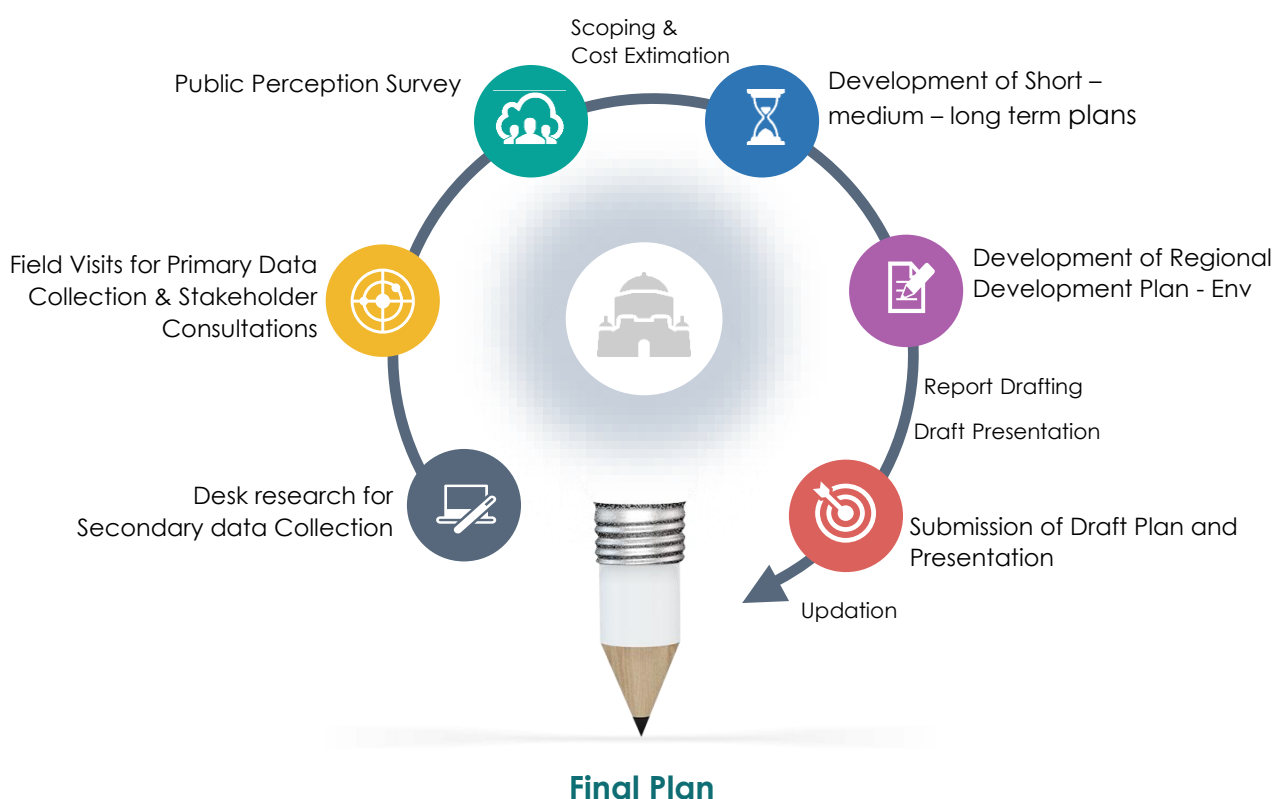 Scoping &
Cost Extimation
Public Perception Survey
Development of Short –
medium – long term plans
Field Visits for Primary Data
Collection & Stakeholder
Consultations
Development of Regional
Development Plan - Env
Report Drafting
Draft Presentation
Desk research for
Secondary data Collection
Submission of Draft Plan and
Presentation
Updation
Final Plan